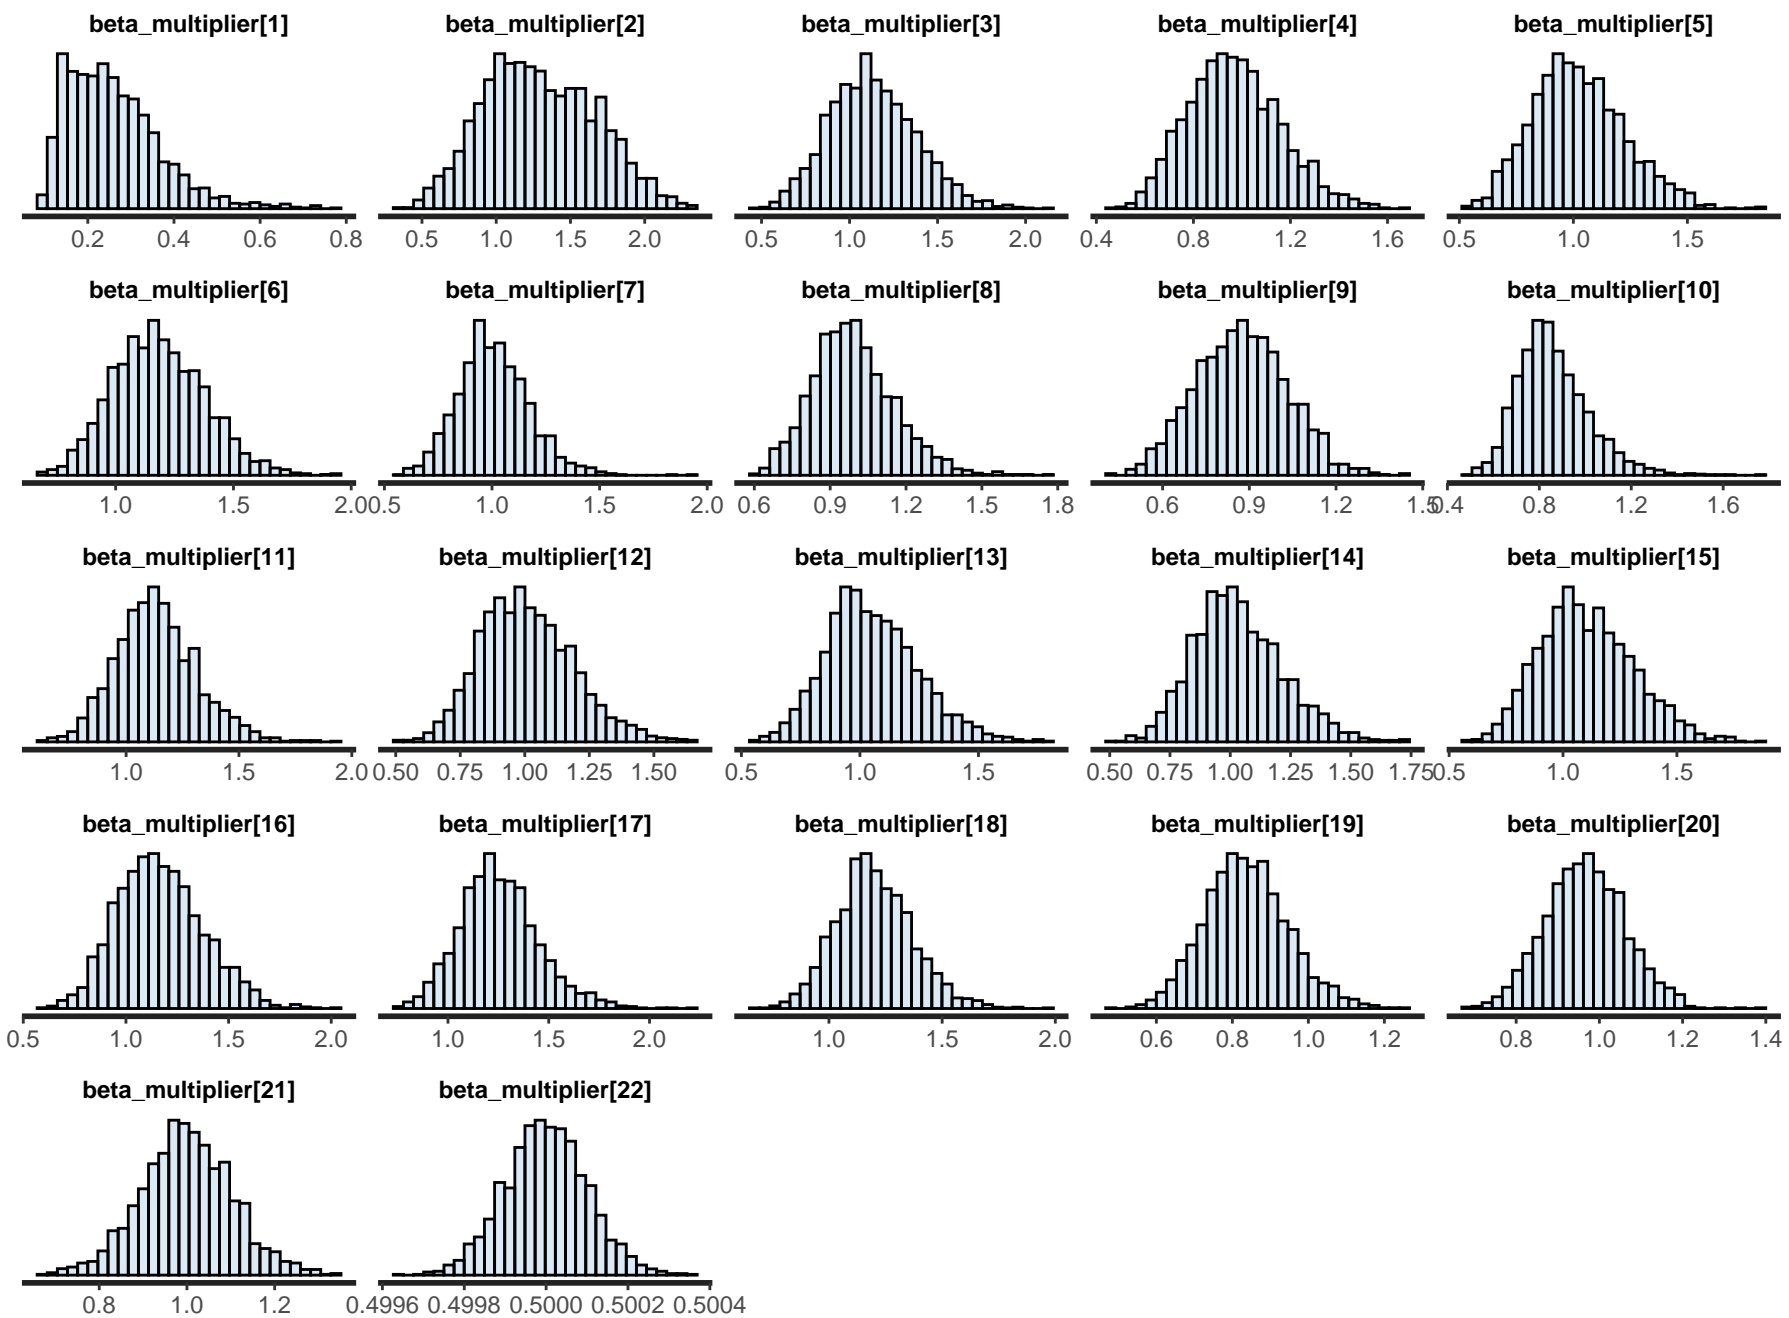 beta_multiplier[1] beta_multiplier[2] beta_multiplier[3] beta_multiplier[4] beta_multiplier[5]
0.2 0.4 0.6 0.8 0.5 1.0 1.5 2.0 0.5 1.0 1.5 2.0 0.4 0.8 1.2 1.6 0.5 1.0 1.5
beta_multiplier[6] beta_multiplier[7] beta_multiplier[8] beta_multiplier[9] beta_multiplier[10]
1.0 1.5 2.0 0.5 1.0 1.5 2.0 0.6 0.9 1.2 1.5 1.8 0.6 0.9 1.2 1.5 0.4 0.8 1.2 1.6
beta_multiplier[11] beta_multiplier[12] beta_multiplier[13] beta_multiplier[14] beta_multiplier[15]
1.0 1.5 2.0 0.50 0.75 1.00 1.25 1.50 0.5 1.0 1.5 0.50 0.75 1.00 1.25 1.50 1.75 0.5 1.0 1.5
beta_multiplier[16] beta_multiplier[17] beta_multiplier[18] beta_multiplier[19] beta_multiplier[20]
0.5 1.0 1.5 2.0 1.0 1.5 2.0 1.0 1.5 2.0 0.6 0.8 1.0 1.2 0.8 1.0 1.2 1.4
beta_multiplier[21] beta_multiplier[22]
0.8 1.0 1.2 0.4996 0.4998 0.5000 0.5002 0.5004